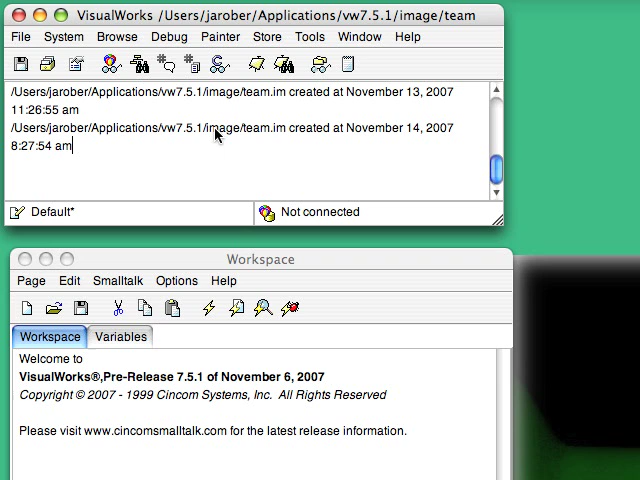 VisualWorks /Users/jarober/Applications/vw7.5.1/image/team
File System Browse Debug Painter Store Tools Window Help
/Users/jarober/Applications/vw7.5.1/image/team.im created at November 13, 2007
11:26:55 am
/Users/jarober/Applications/vw7.5.1/image/team.im created at November 14, 2007
8:27:54 am
Default* Not connected
Workspace
Page Edit Smalltalk Options Help
Workspace Variables
Welcome to
VisualWorks®,Pre-Release 7.5.1 of November 6, 2007
Copyright © 2007 - 1999 Cincom Systems, Inc. All Rights Reserved
Please visit www.cincomsmalltalk.com for the latest release information.